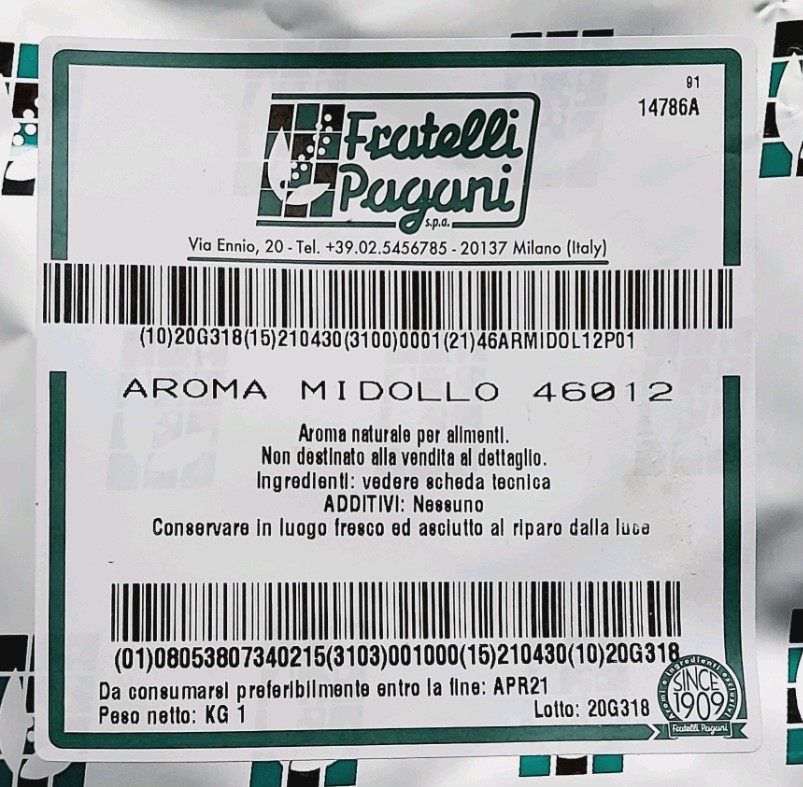 91
14786A
Fratelli
Pagani
s.p.a.
Via Ennio, 20 - Tel. +39.02.5456785 - 20137 Milano (Italy)
(10)20G318(15)210430(3100)0001(21)46ARMIDOL12P01
AROMA MIDOLLO 46012
Aroma naturale per alimenti.
Non destinato alla vendita al dettaglio.
Ingredienti: vedere scheda tecnica
ADDITIVI: Nessuno
Conservare in luogo fresco ed asciutto al riparo dalla luce
(01)08053807340215(3103)001000(15)210430(10)20G318
Da consumarsi preferibilmente entro la fine: APR21
Peso netto: KG 1
Lotto: 20G318
Aromi e ingredienti esclusivi
SINCE
1909
Fratelli Pagani